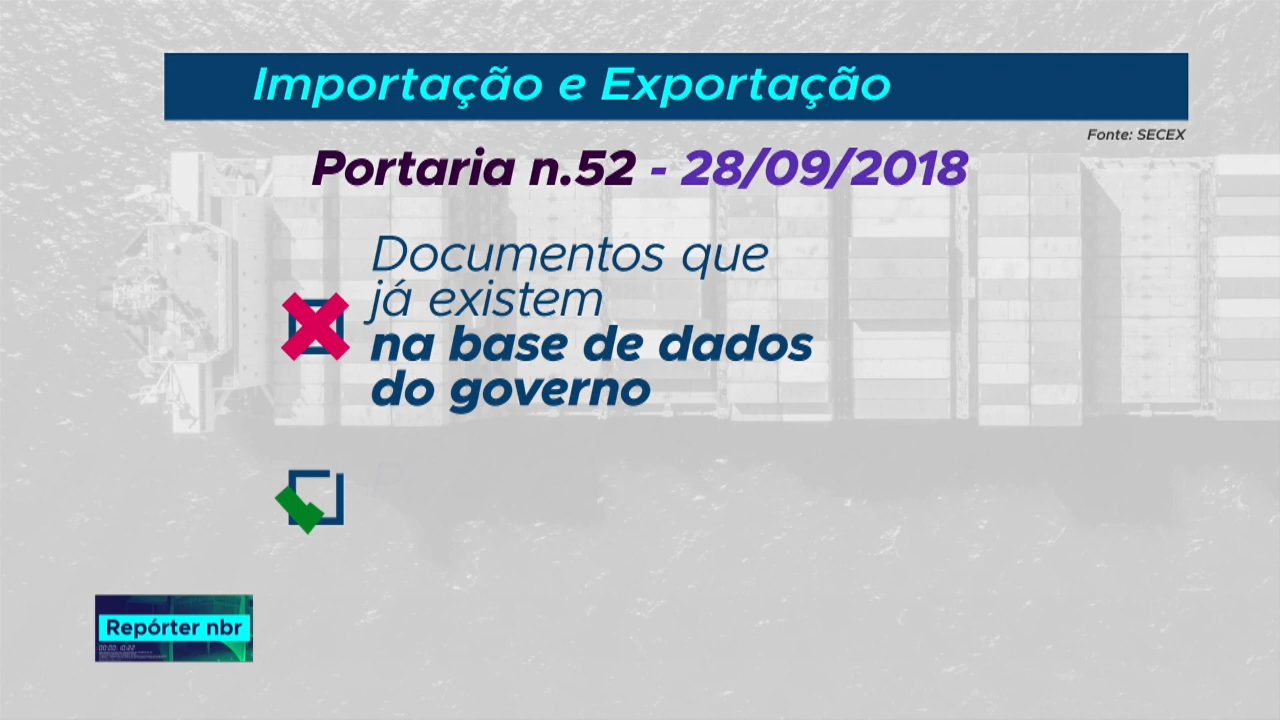 Importação e Exportação
Fonte: SECEX
Portaria n.52 - 28/09/2018
Documentos que
já existem
na base de dados
do governo
Repórter nbr